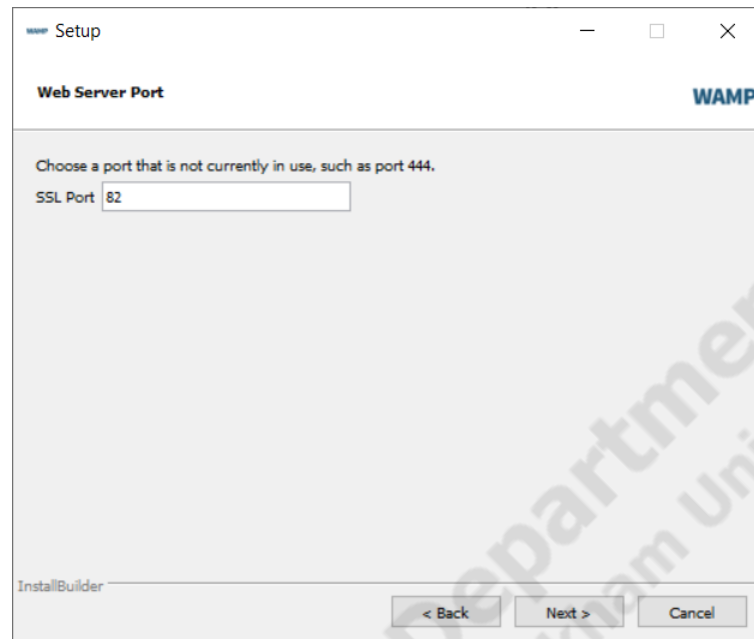 WAMP Setup
Web Server Port
WAMP
Choose a port that is not currently in use, such as port 444.
SSL Port 82
InstallBuilder
< Back Next > Cancel